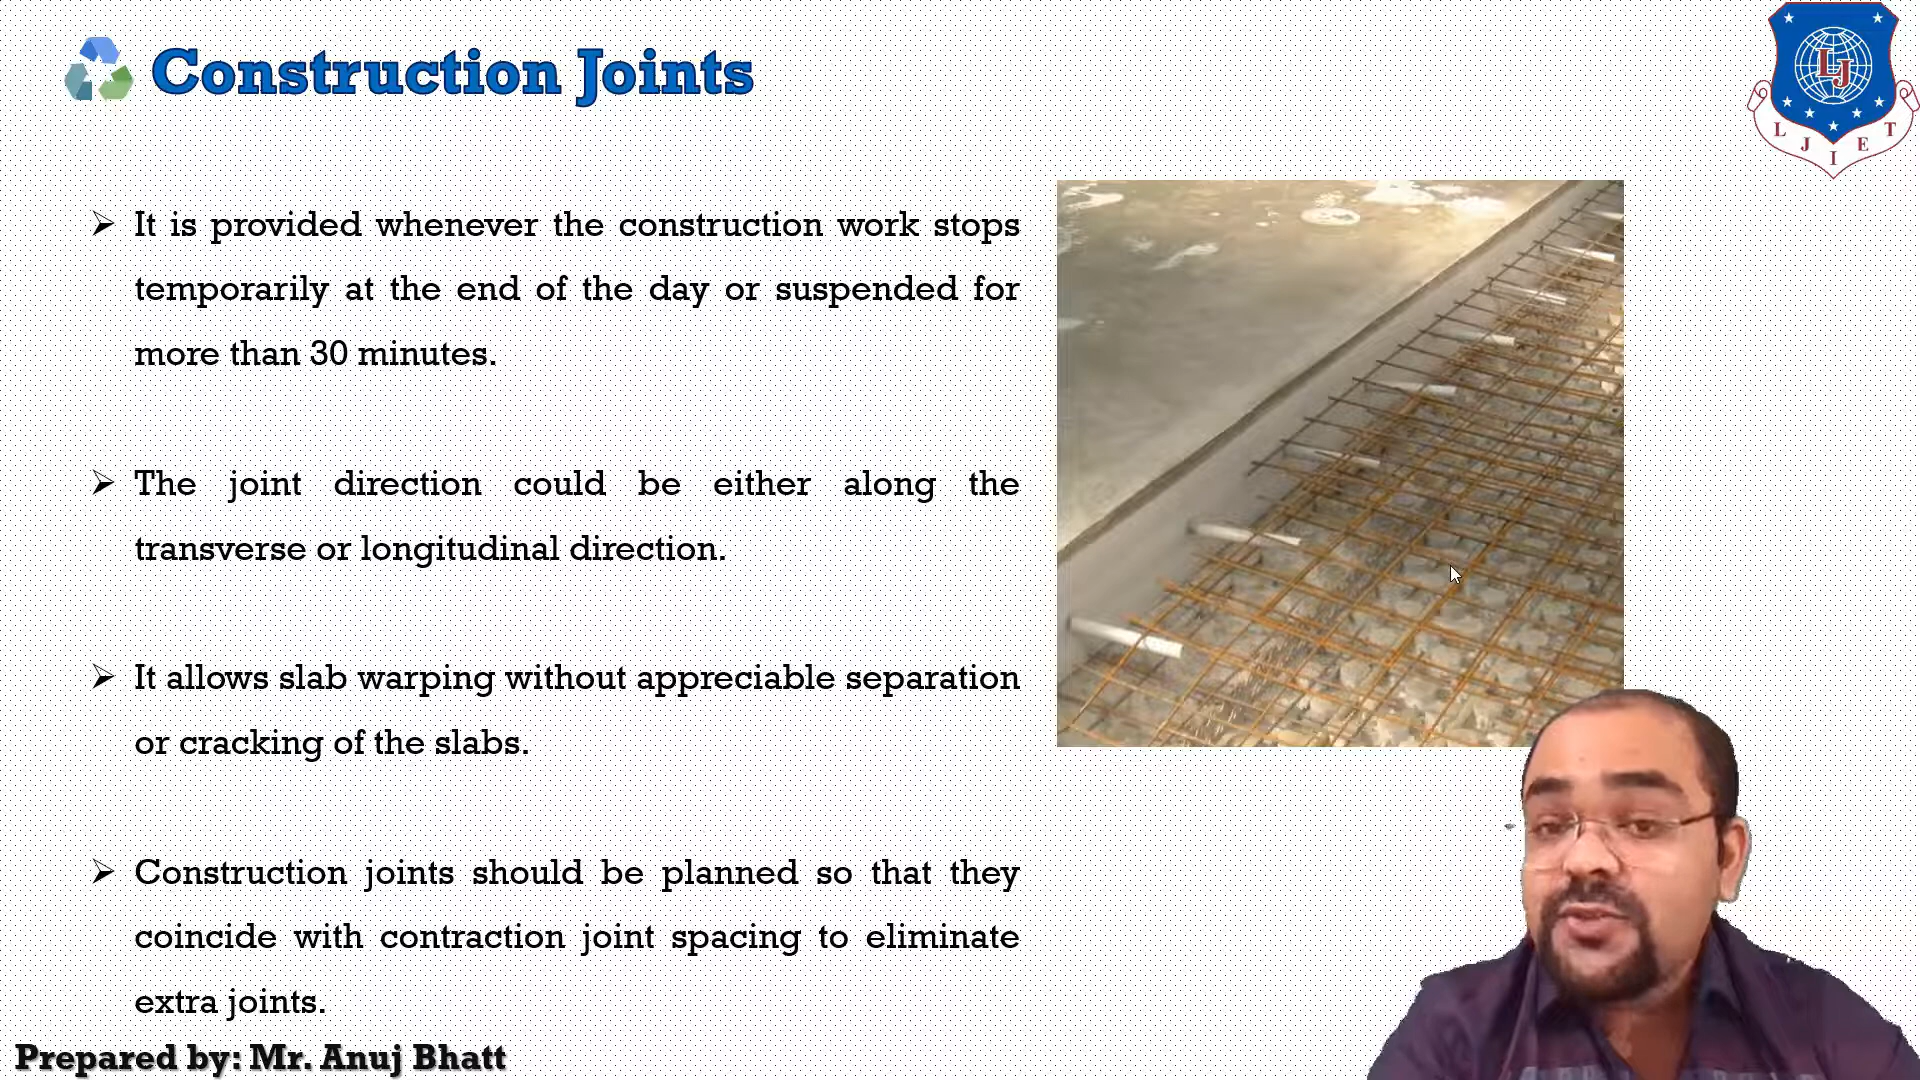 Construction Joints
LJ
L J I E T
➢ It is provided whenever the construction work stops
temporarily at the end of the day or suspended for
more than 30 minutes.
➢ The joint direction could be either along the
transverse or longitudinal direction.
➢ It allows slab warping without appreciable separation
or cracking of the slabs.
➢ Construction joints should be planned so that they
coincide with contraction joint spacing to eliminate
extra joints.
Prepared by: Mr. Anuj Bhatt